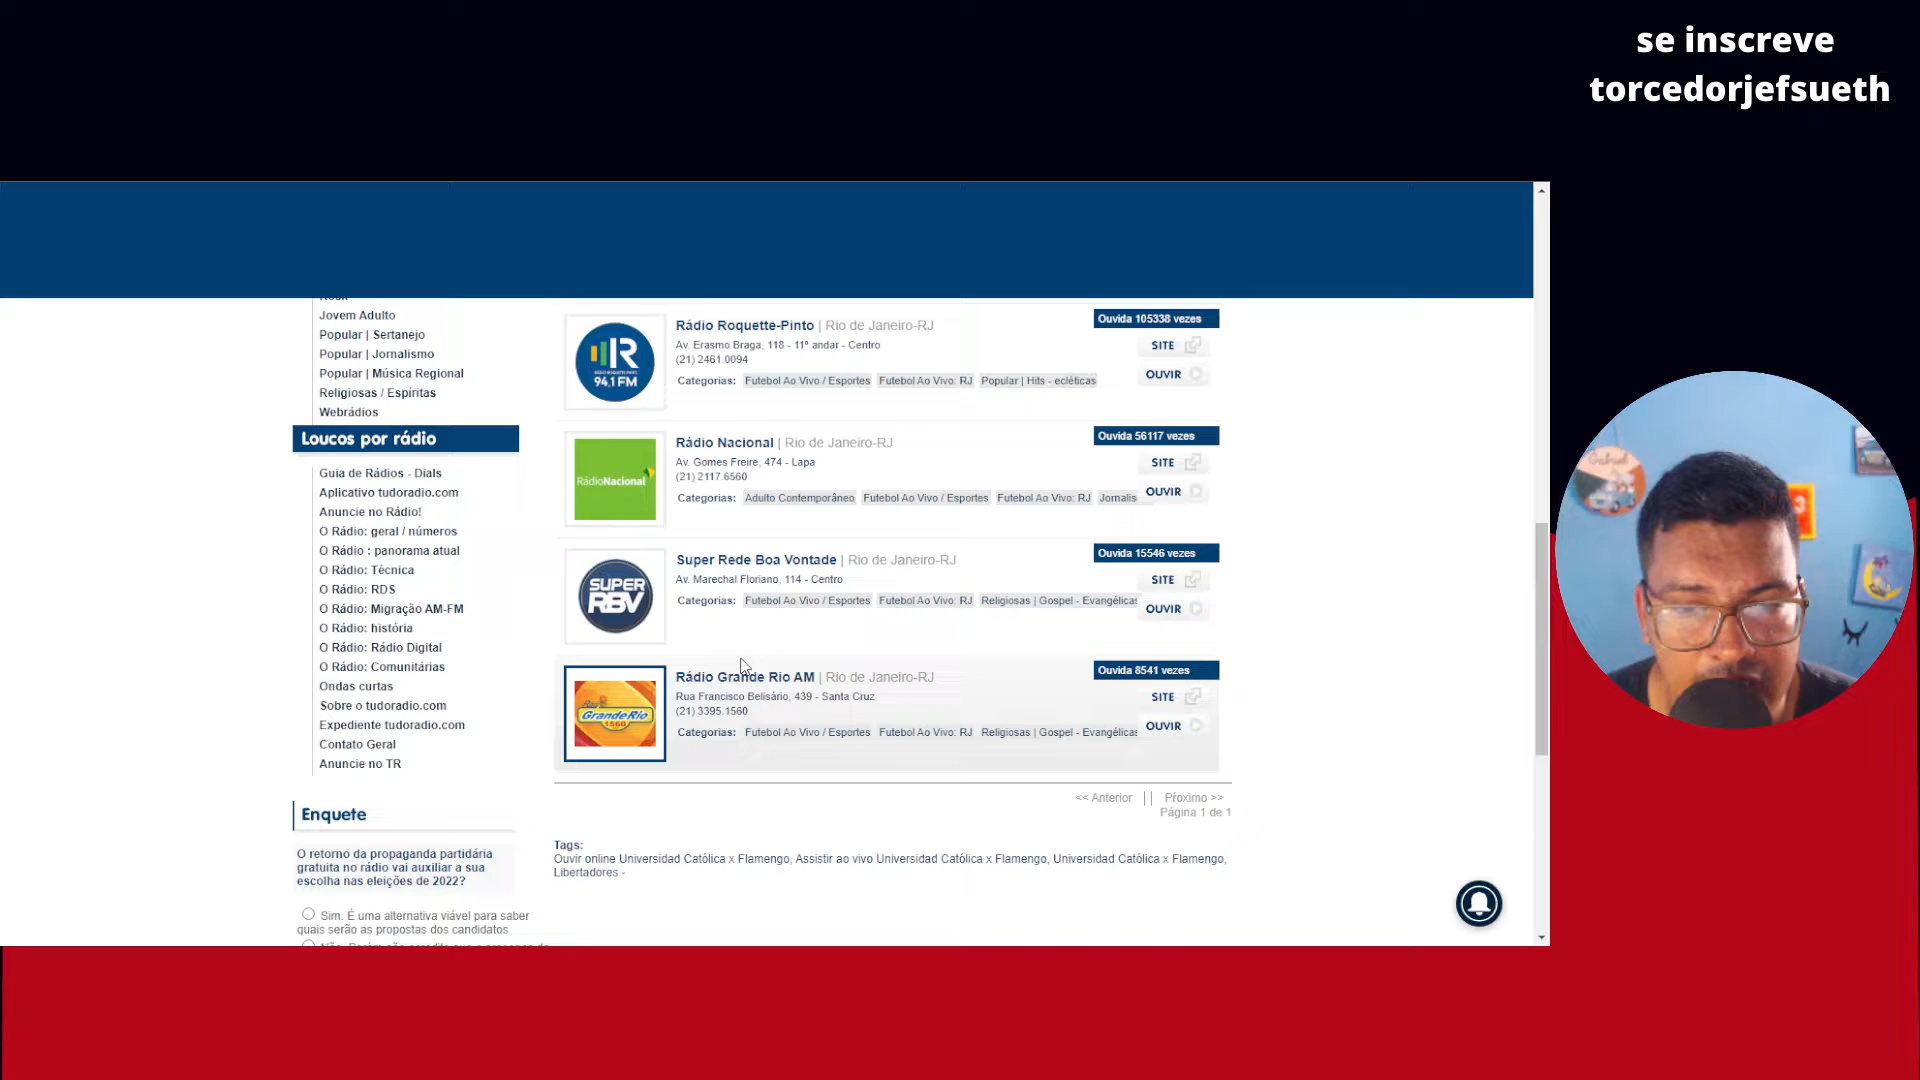 se inscreve
torcedorjefsueth
Jovem Adulto
Popular | Sertanejo
Popular | Jornalismo
Popular | Música Regional
Religiosas / Espíritas
Webrádios
Loucos por rádio
Guia de Rádios - Dials
Aplicativo tudoradio.com
Anuncie no Rádio!
O Rádio: geral / números
O Rádio : panorama atual
O Rádio: Técnica
O Rádio: RDS
O Rádio: Migração AM-FM
O Rádio: história
O Rádio: Rádio Digital
O Rádio: Comunitárias
Ondas curtas
Sobre o tudoradio.com
Expediente tudoradio.com
Contato Geral
Anuncie no TR
Enquete
O retorno da propaganda partidária
gratuita no rádio vai auxiliar a sua
escolha nas eleições de 2022?
Sim. É uma alternativa viável para saber
quais serão as propostas dos candidatos
R
94,1 FM
Rádio Roquette-Pinto | Rio de Janeiro-RJ
Av. Erasmo Braga, 118 - 11º andar - Centro
(21) 2461.0094
Categorias: Futebol Ao Vivo / Esportes Futebol Ao Vivo: RJ Popular | Hits - ecléticas
Ouvida 105338 vezes
SITE
OUVIR
RádioNacional
Rádio Nacional | Rio de Janeiro-RJ
Av. Gomes Freire, 474 - Lapa
(21) 2117.6560
Categorias: Adulto Contemporâneo Futebol Ao Vivo / Esportes Futebol Ao Vivo: RJ Jornalis
Ouvida 56117 vezes
SITE
OUVIR
SUPER
RBV
Super Rede Boa Vontade | Rio de Janeiro-RJ
Av. Marechal Floriano, 114 - Centro
Categorias: Futebol Ao Vivo / Esportes Futebol Ao Vivo: RJ Religiosas | Gospel - Evangélicas
Ouvida 15546 vezes
SITE
OUVIR
GrandeRio
1560
Rádio Grande Rio AM | Rio de Janeiro-RJ
Rua Francisco Belisário, 439 - Santa Cruz
(21) 3395.1560
Categorias: Futebol Ao Vivo / Esportes Futebol Ao Vivo: RJ Religiosas | Gospel - Evangélicas
Ouvida 8541 vezes
SITE
OUVIR
<< Anterior || Próximo >>
Página 1 de 1
Tags:
Ouvir online Universidad Católica x Flamengo, Assistir ao vivo Universidad Católica x Flamengo, Universidad Católica x Flamengo,
Libertadores -
Gabriel